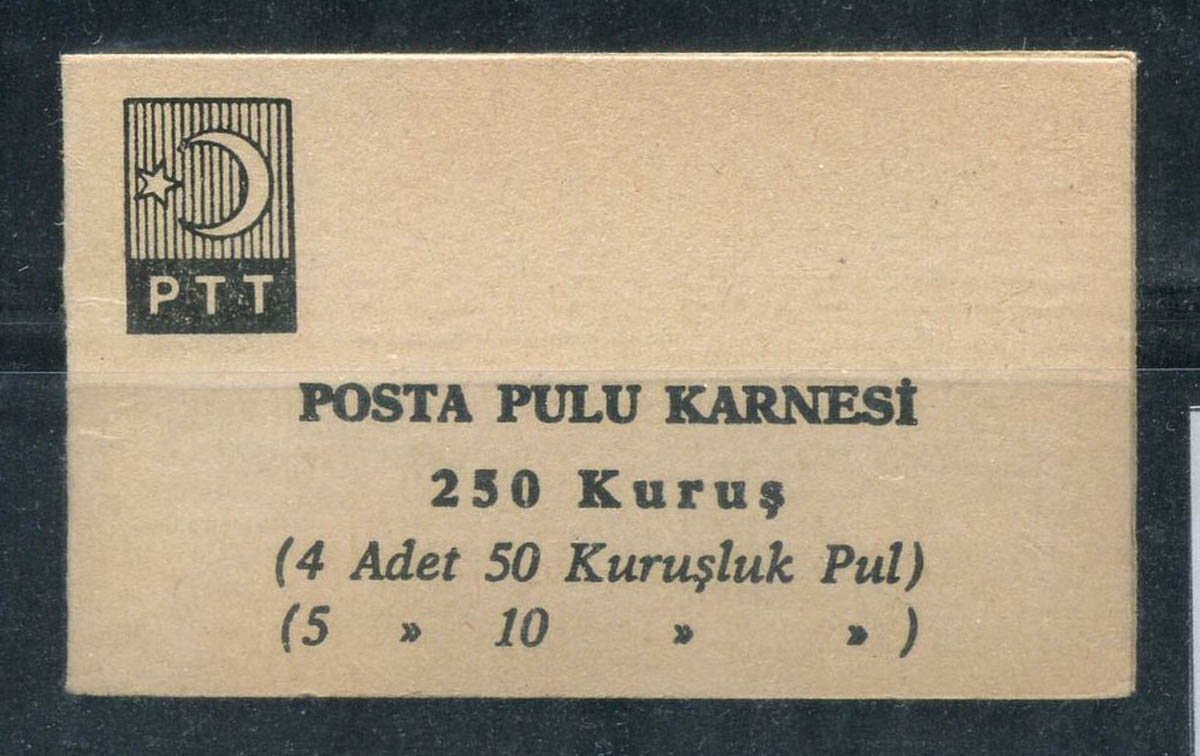 PTT
POSTA PULU KARNESİ
250 Kuruş
(4 Adet 50 Kuruşluk Pul)
(5 » 10 » » )